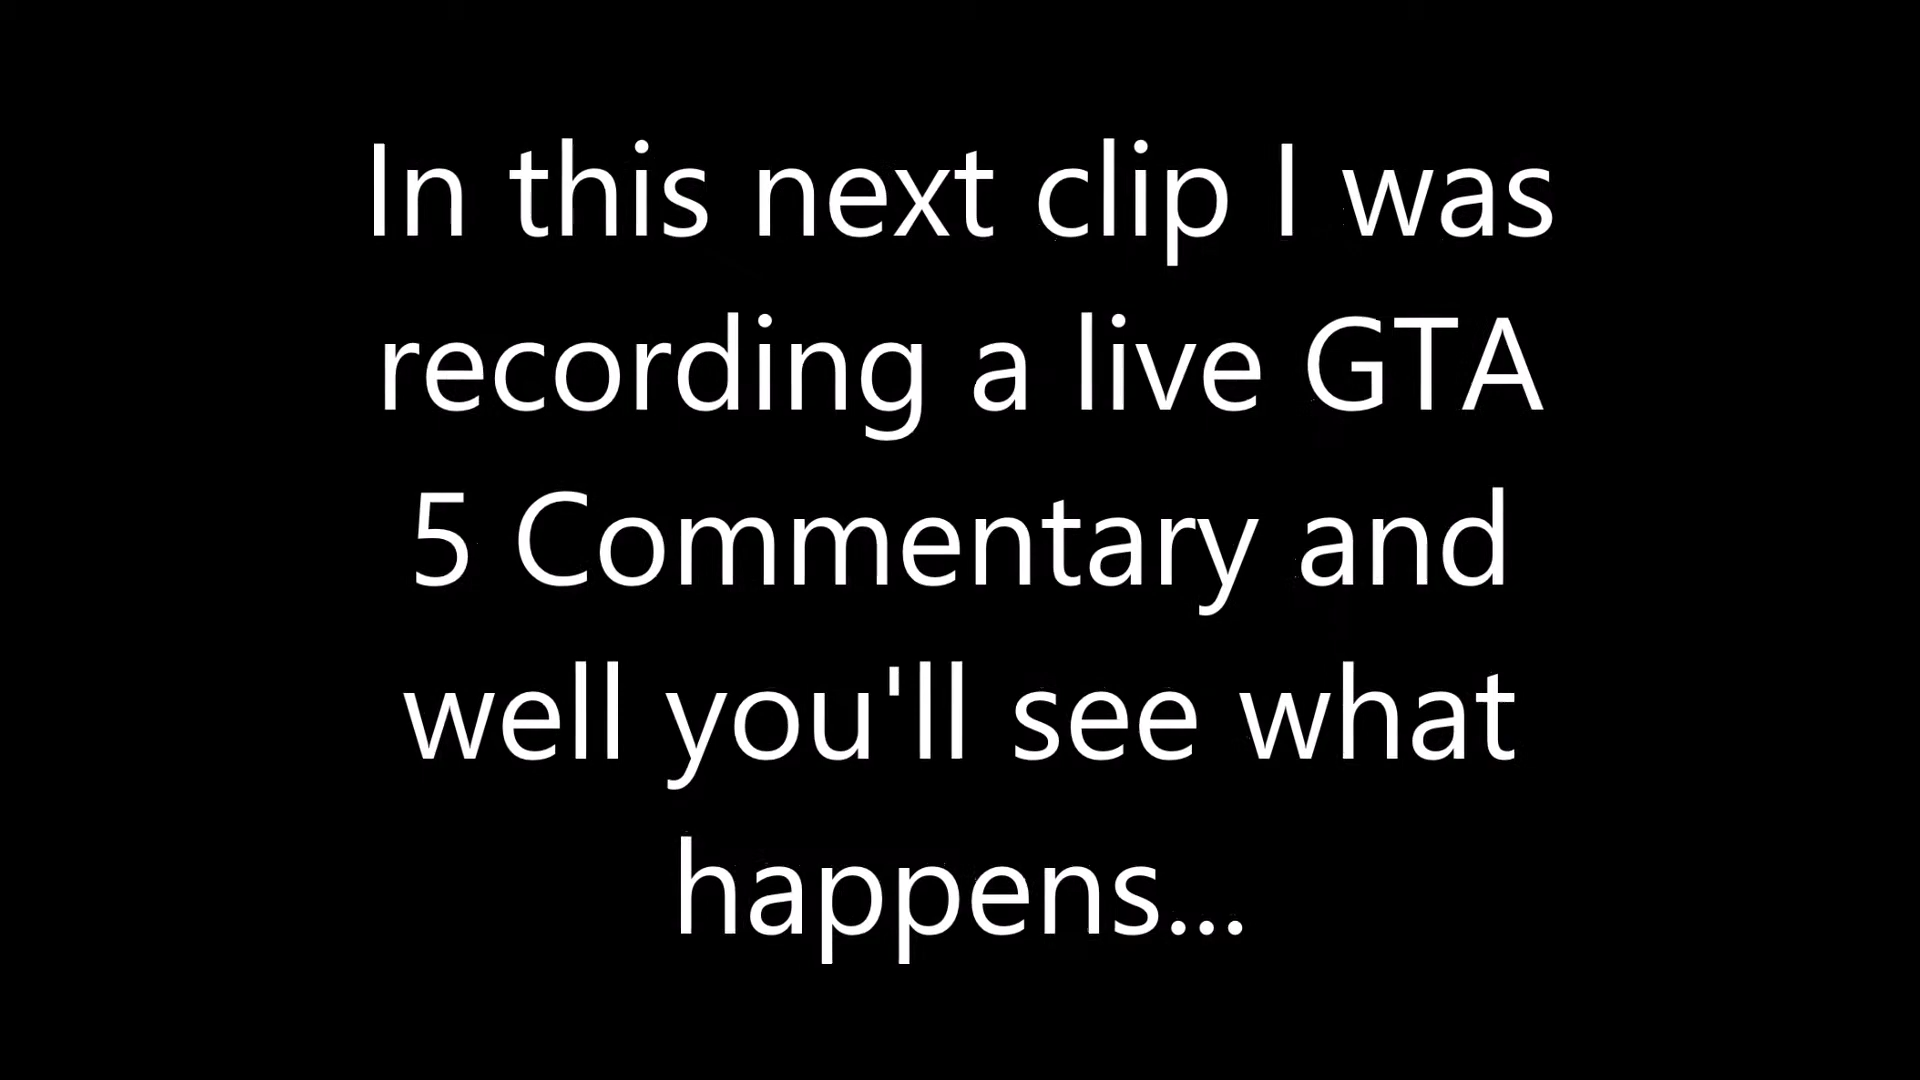 In this next clip I was
recording a live GTA
5 Commentary and
well you'll see what
happens...